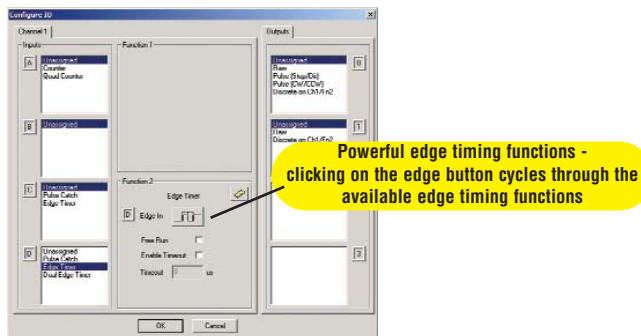 Configure IO
Channel 1
Inputs
A
Unassigned
Counter
Quad Counter
B
Unassigned
C
Unassigned
Pulse Catch
Edge Timer
D
Unassigned
Pulse Catch
Edge Timer
Dual Edge Timer
Function 1
Function 2
Edge Timer
D Edge In
Free Run
Enable Timeout
Timeout 0 us
Outputs
Unassigned
Raw
Pulse (Step/Dir)
Pulse (CW/CCW)
Discrete on Ch1/Fn2
0
Unassigned
Raw
Discrete on Ch1/Fn2
1
OK Cancel
Powerful edge timing functions -
clicking on the edge button cycles through the
available edge timing functions